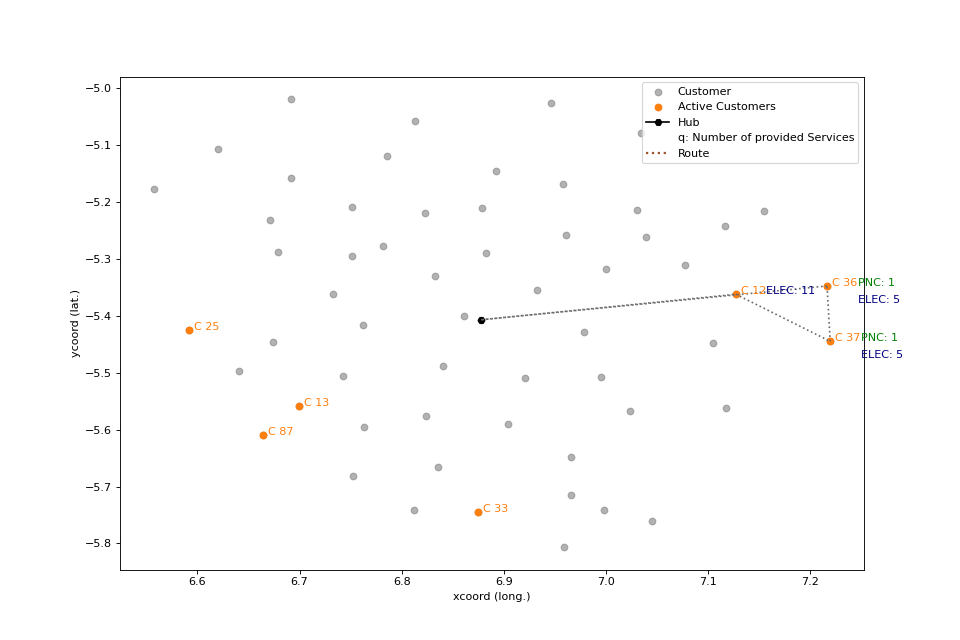 Customer
Active Customers
Hub
q: Number of provided Services
Route
−5.0
−5.1
−5.2
−5.3
−5.4
−5.5
−5.6
−5.7
−5.8
ycoord (lat.)
C 36 PNC: 1
C 12 ELEC: 11
ELEC: 5
C 25
C 37 PNC: 1
ELEC: 5
C 13
C 87
C 33
6.6 6.7 6.8 6.9 7.0 7.1 7.2
xcoord (long.)